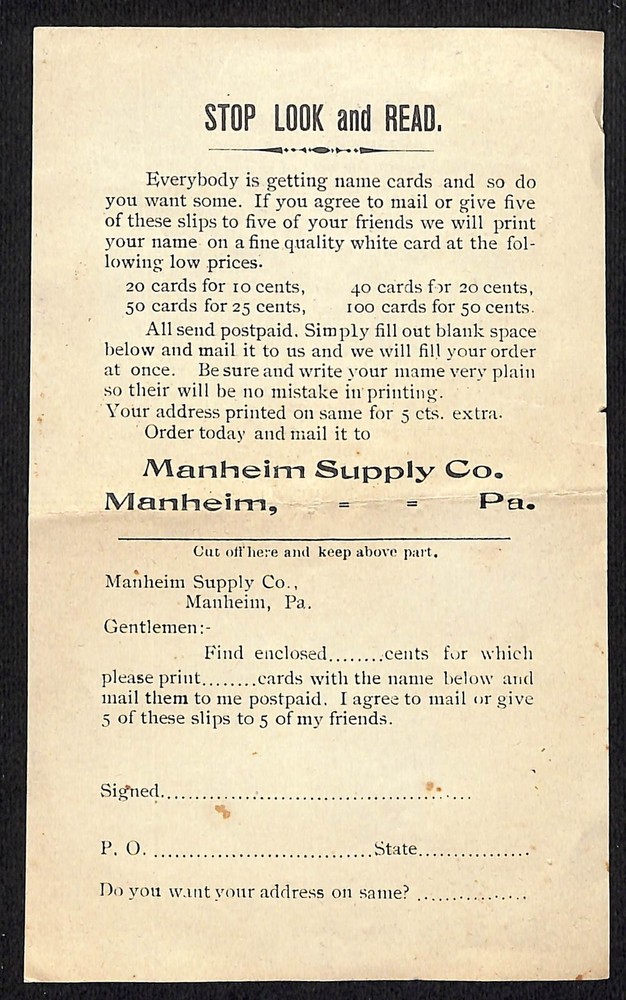 STOP LOOK and READ.
Everybody is getting name cards and so do
you want some. If you agree to mail or give five
of these slips to five of your friends we will print
your name on a fine quality white card at the fol-
lowing low prices.
20 cards for 10 cents, 40 cards for 20 cents,
50 cards for 25 cents, 100 cards for 50 cents.
All send postpaid. Simply fill out blank space
below and mail it to us and we will fill your order
at once. Be sure and write your mame very plain
so their will be no mistake in printing.
Your address printed on same for 5 cts. extra.
Order today and mail it to
Manheim Supply Co.
Manheim, = = Pa.
Cut off here and keep above part.
Manheim Supply Co.,
Manheim, Pa.
Gentlemen:-
Find enclosed........cents for which
please print........cards with the name below and
mail them to me postpaid. I agree to mail or give
5 of these slips to 5 of my friends.
Signed.......................................
P. O. ............................State...............
Do you want your address on same? ...............